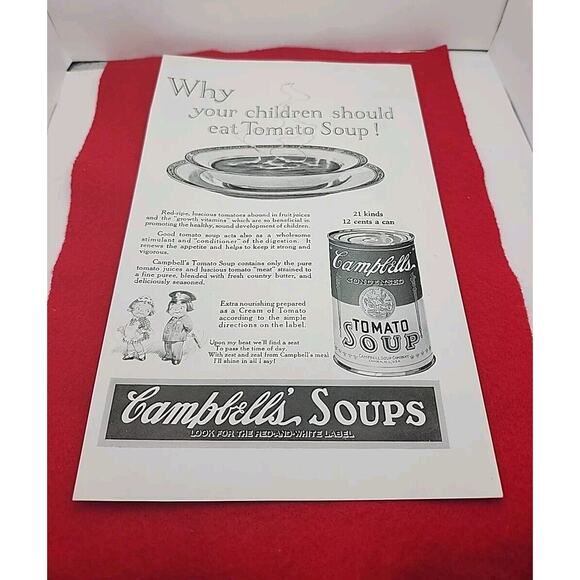 Why
your children should
eat Tomato Soup!
Red-ripe, luscious tomatoes abound in fruit juices
and the "growth vitamins" which are so beneficial in
promoting the healthy, sound development of children.
Good tomato soup acts also as a wholesome
stimulant and "conditioner" of the digestion. It
renews the appetite and helps to keep it strong and
vigorous.
Campbell's Tomato Soup contains only the pure
tomato juices and luscious tomato "meat" strained to
a fine puree, blended with fresh country butter, and
deliciously seasoned.
Extra nourishing prepared
as a Cream of Tomato
according to the simple
directions on the label.
Upon my beat we'll find a seat
To pass the time of day.
With zest and zeal from Campbell's meal
I'll shine in all I say!
21 kinds
12 cents a can
Campbell's
CONDENSED
TOMATO
SOUP
CAMPBELL SOUP COMPANY
Campbell's SOUPS
LOOK FOR THE RED-AND-WHITE LABEL